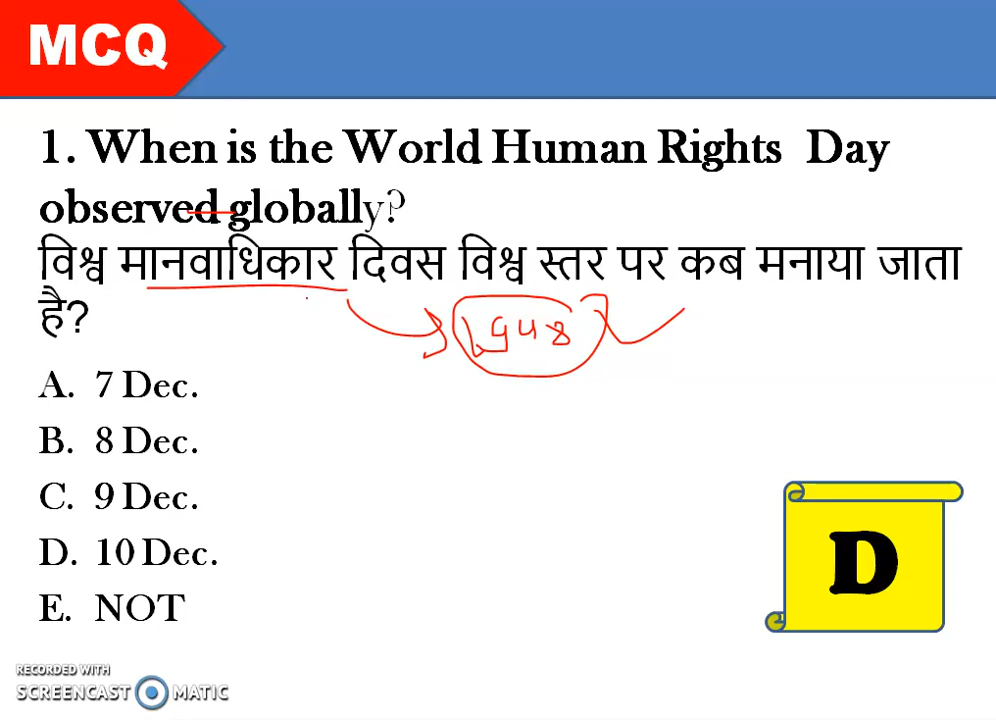 MCQ
1. When is the World Human Rights Day
observed globally?
विश्व मानवाधिकार दिवस विश्व स्तर पर कब मनाया जाता
है?
A. 7 Dec.
B. 8 Dec.
C. 9 Dec.
D. 10 Dec.
E. NOT
D
RECORDED WITH
SCREENCAST MATIC